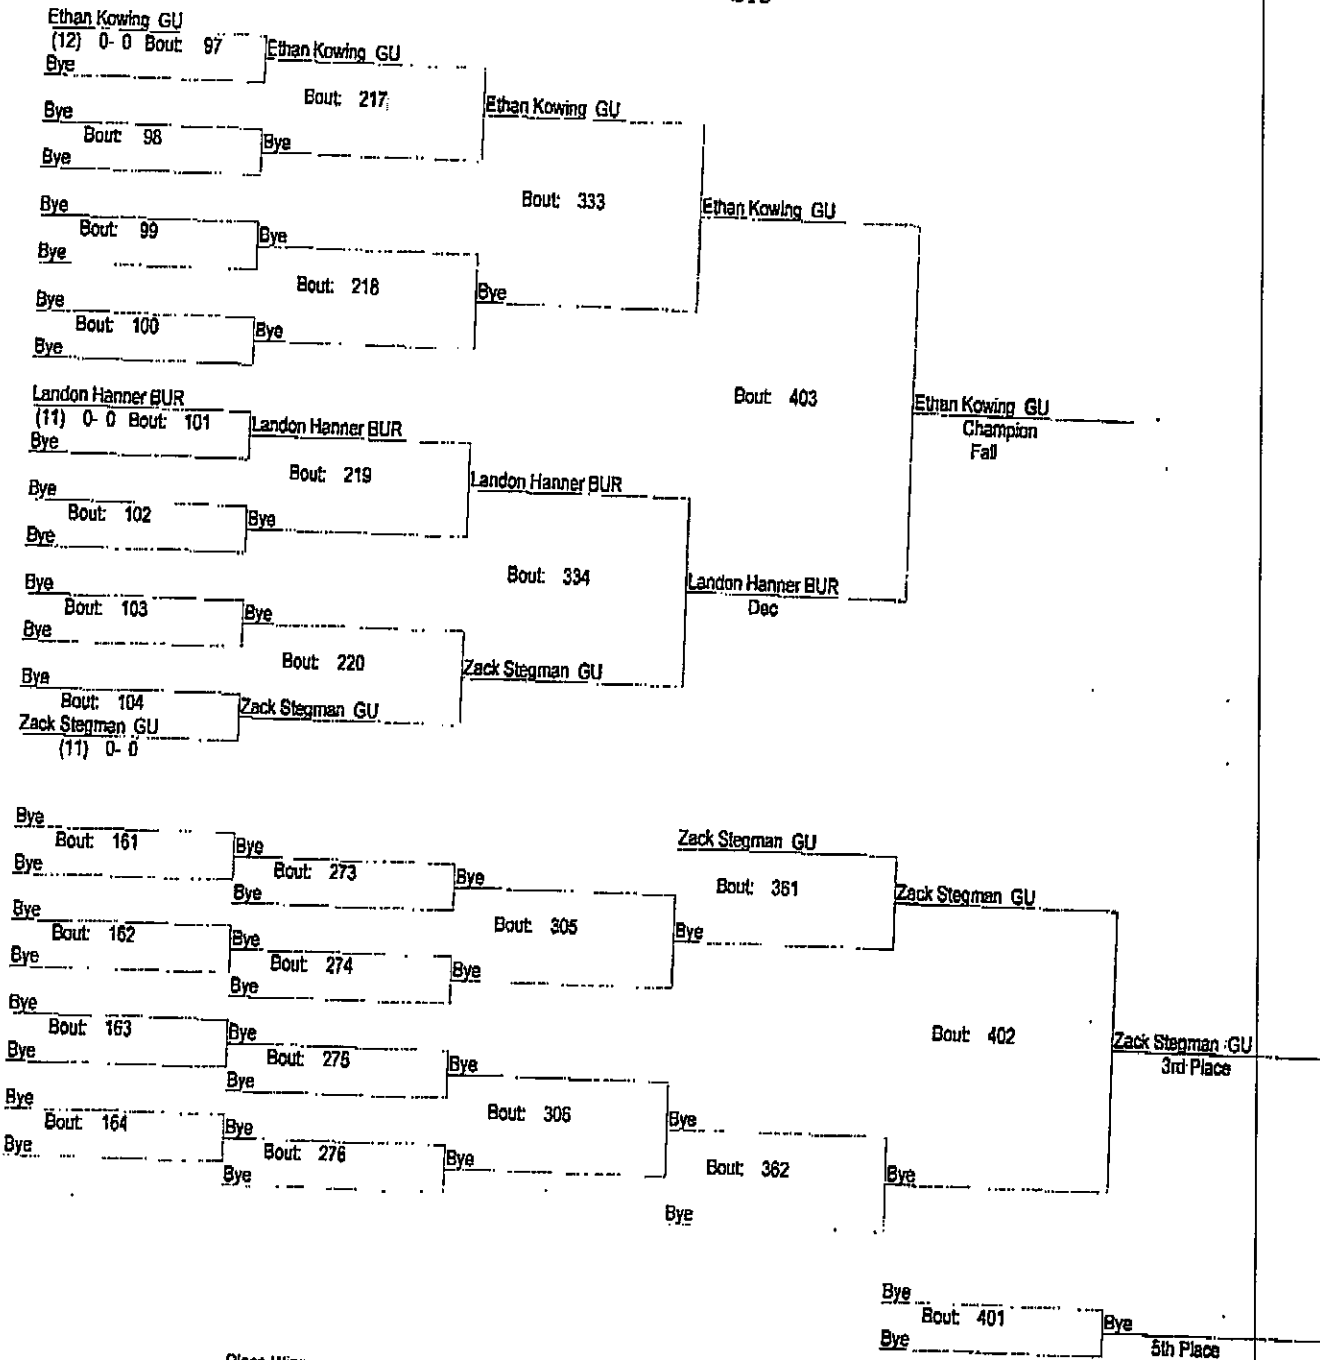 Ethan Kowing GU
(12) 0- 0 Bout: 97
Bye
Ethan Kowing GU
Bout: 217
Bye
Bout: 98
Bye
Bye
Ethan Kowing GU
Bout: 333
Bye
Bout: 99
Bye
Bye
Bout: 218
Bye
Bout: 100
Bye
Bye
Bye
Ethan Kowing GU
Bout: 403
Landon Hanner BUR
(11) 0- 0 Bout: 101
Bye
Landon Hanner BUR
Bout: 219
Bye
Bout: 102
Bye
Bye
Landon Hanner BUR
Bout: 334
Bye
Bout: 103
Bye
Bye
Bout: 220
Bye
Bout: 104
Zack Stegman GU
(11) 0- 0
Zack Stegman GU
Zack Stegman GU
Landon Hanner BUR
Dec
Ethan Kowing GU
Champion
Fall
Bye
Bout: 161
Bye
Bye
Bout: 273
Bye
Bye
Bout: 162
Bye
Bye
Bout: 274
Bye
Bye
Bout: 305
Bye
Bye
Zack Stegman GU
Bout: 361
Zack Stegman GU
Bye
Bout: 163
Bye
Bye
Bout: 275
Bye
Bye
Bout: 164
Bye
Bye
Bout: 276
Bye
Bye
Bout: 306
Bye
Bye
Bout: 362
Bye
Bye
Bout: 402
Zack Stegman GU
3rd Place
Bye
Bout: 401
Bye
Bye
5th Place